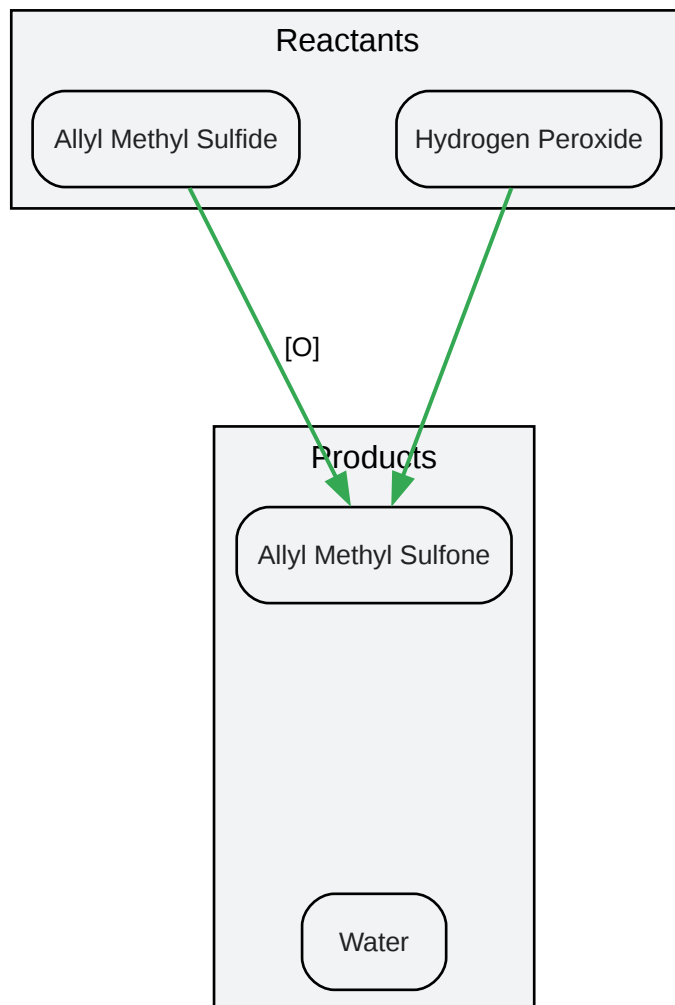 Reactants
Allyl Methyl Sulfide
Hydrogen Peroxide
[O]
Products
Allyl Methyl Sulfone
Water